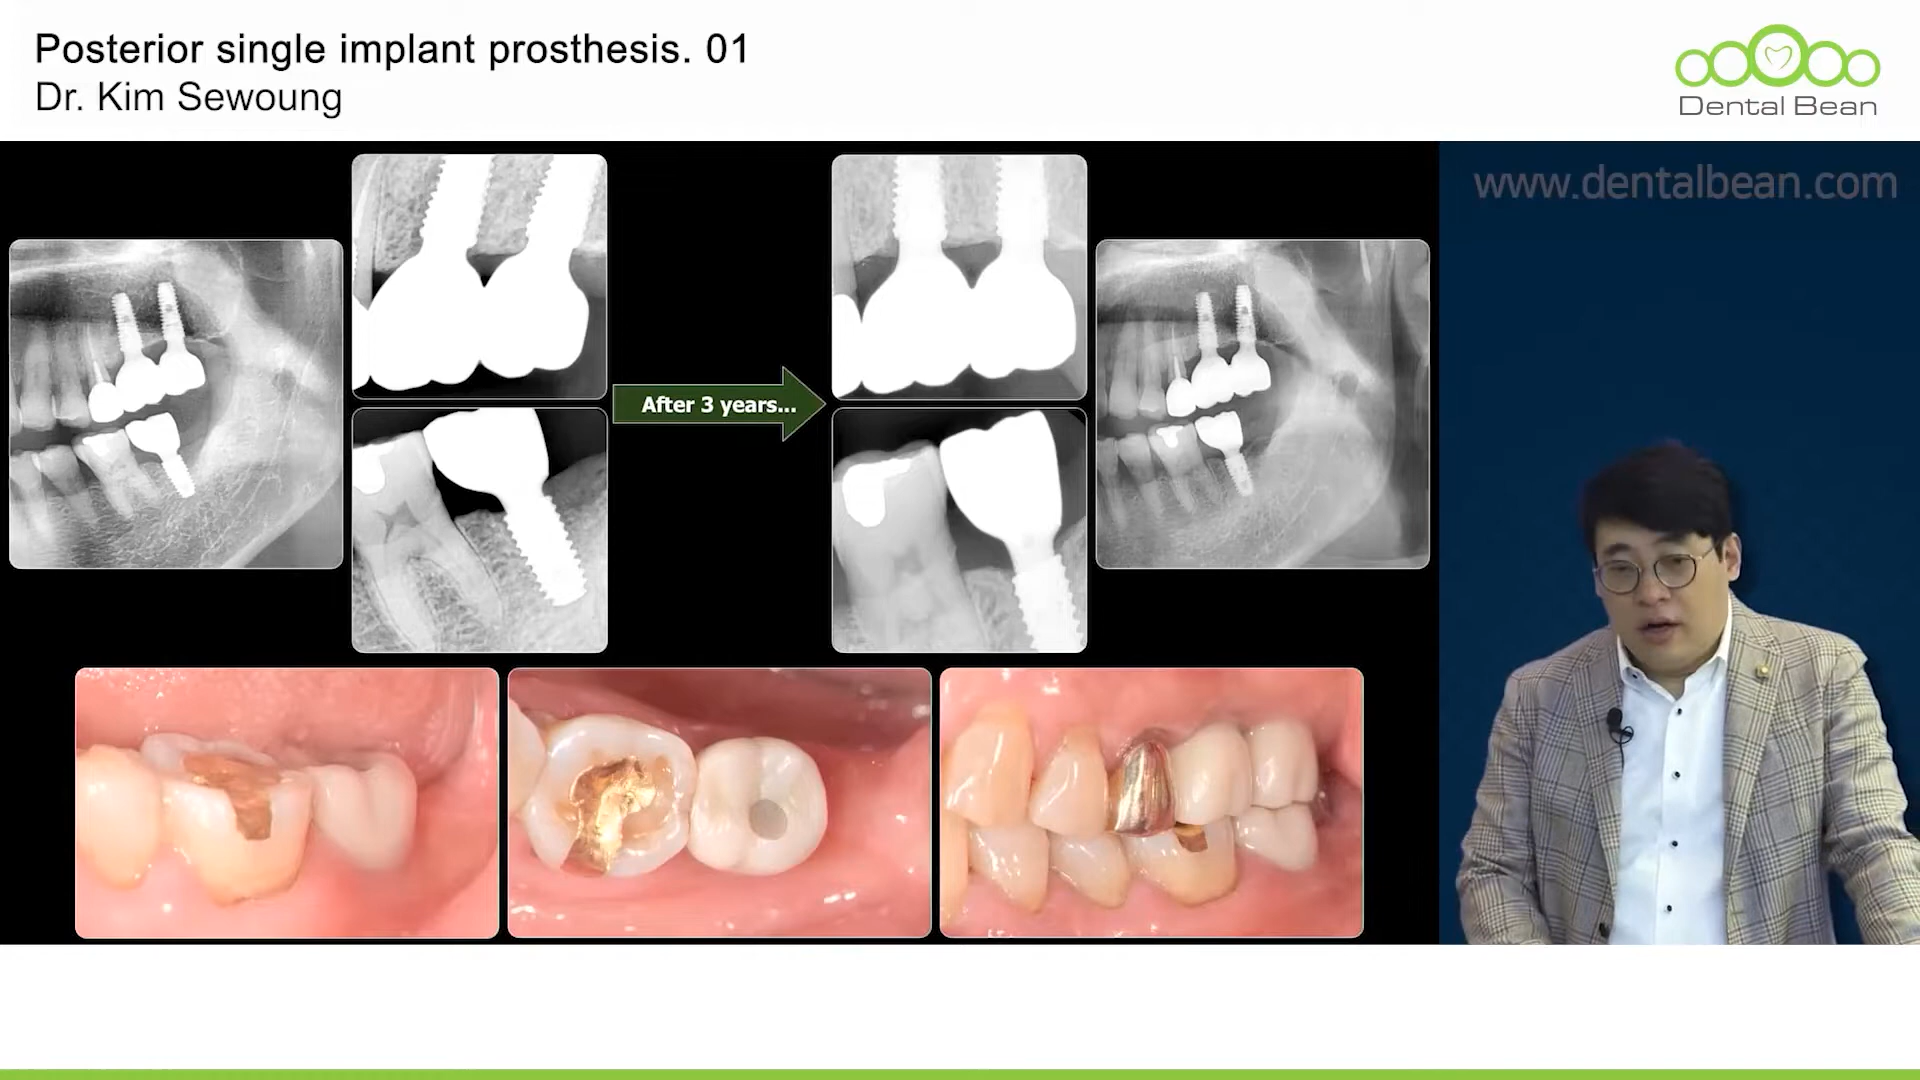 Posterior single implant prosthesis. 01
Dr. Kim Sewoung
Dental Bean
www.dentalbean.com
After 3 years...